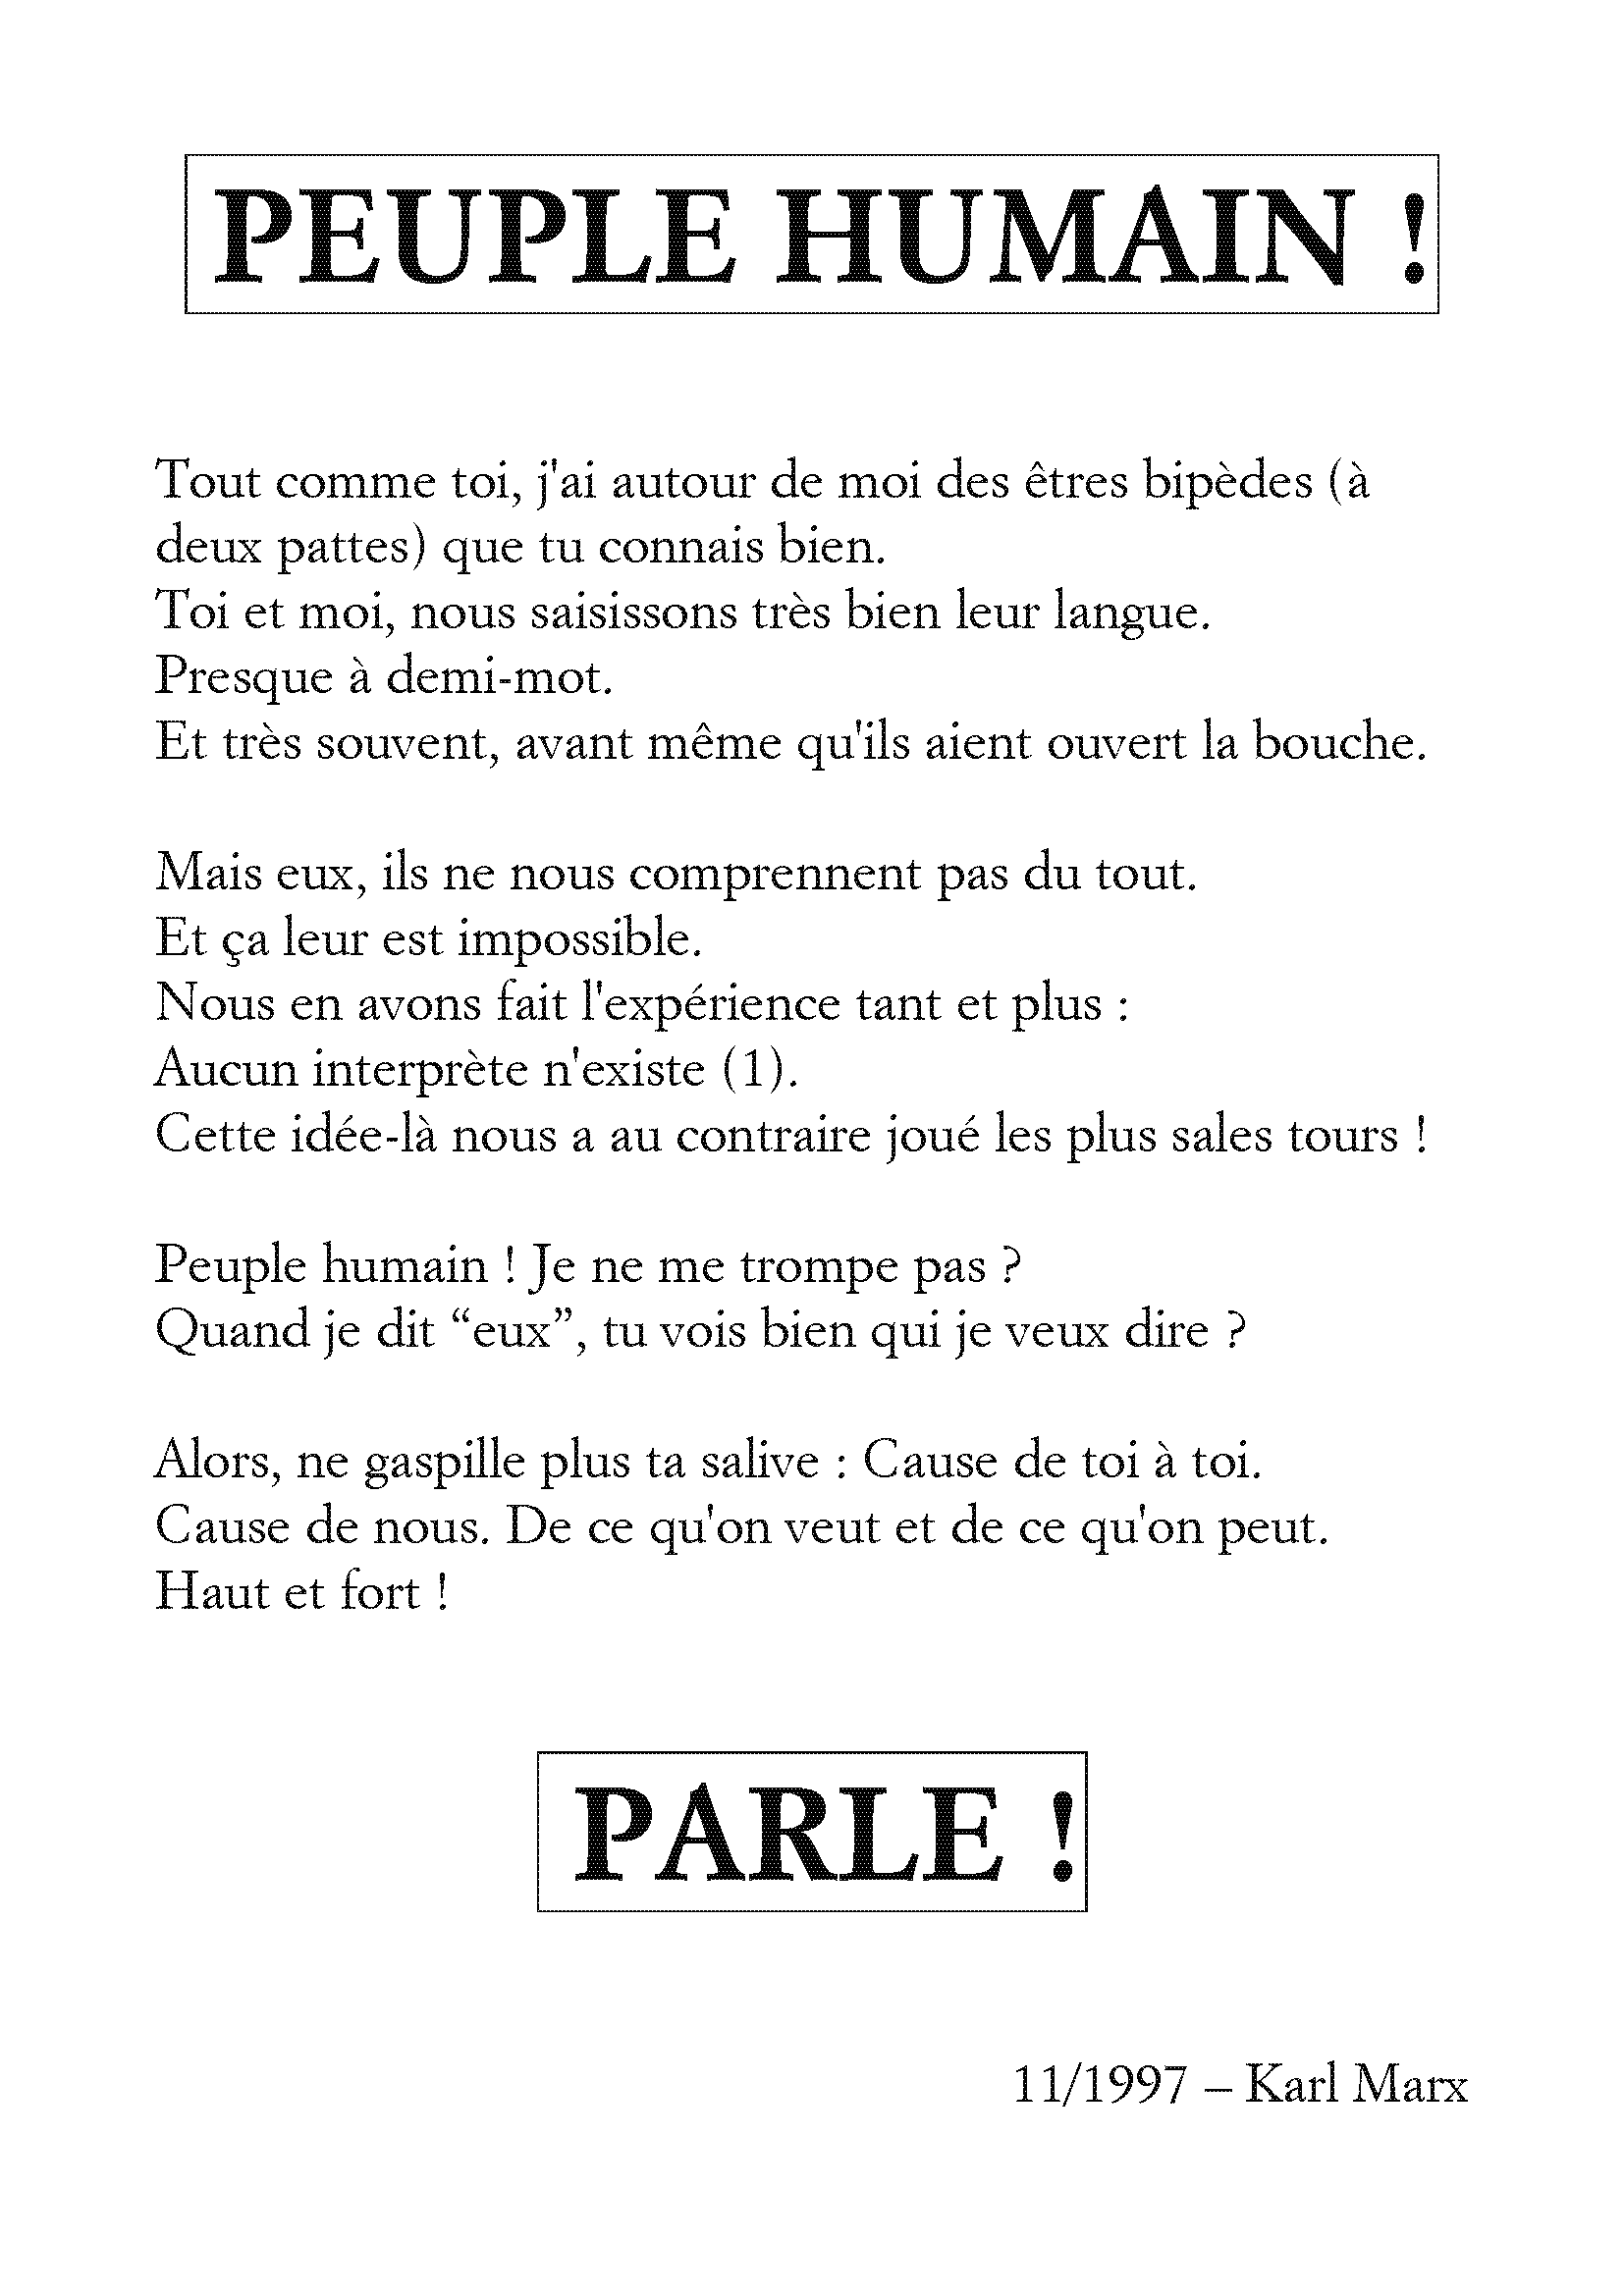 PEUPLE HUMAIN !
Tout comme toi, j'ai autour de moi des êtres bipèdes (à
deux pattes) que tu connais bien.
Toi et moi, nous saisissons très bien leur langue.
Presque à demi-mot.
Et très souvent, avant même qu'ils aient ouvert la bouche.
Mais eux, ils ne nous comprennent pas du tout.
Et ça leur est impossible.
Nous en avons fait l'expérience tant et plus :
Aucun interprète n'existe (1).
Cette idée-là nous a au contraire joué les plus sales tours !
Peuple humain ! Je ne me trompe pas ?
Quand je dit “eux”, tu vois bien qui je veux dire ?
Alors, ne gaspille plus ta salive : Cause de toi à toi.
Cause de nous. De ce qu'on veut et de ce qu'on peut.
Haut et fort !
PARLE !
11/1997 – Karl Marx